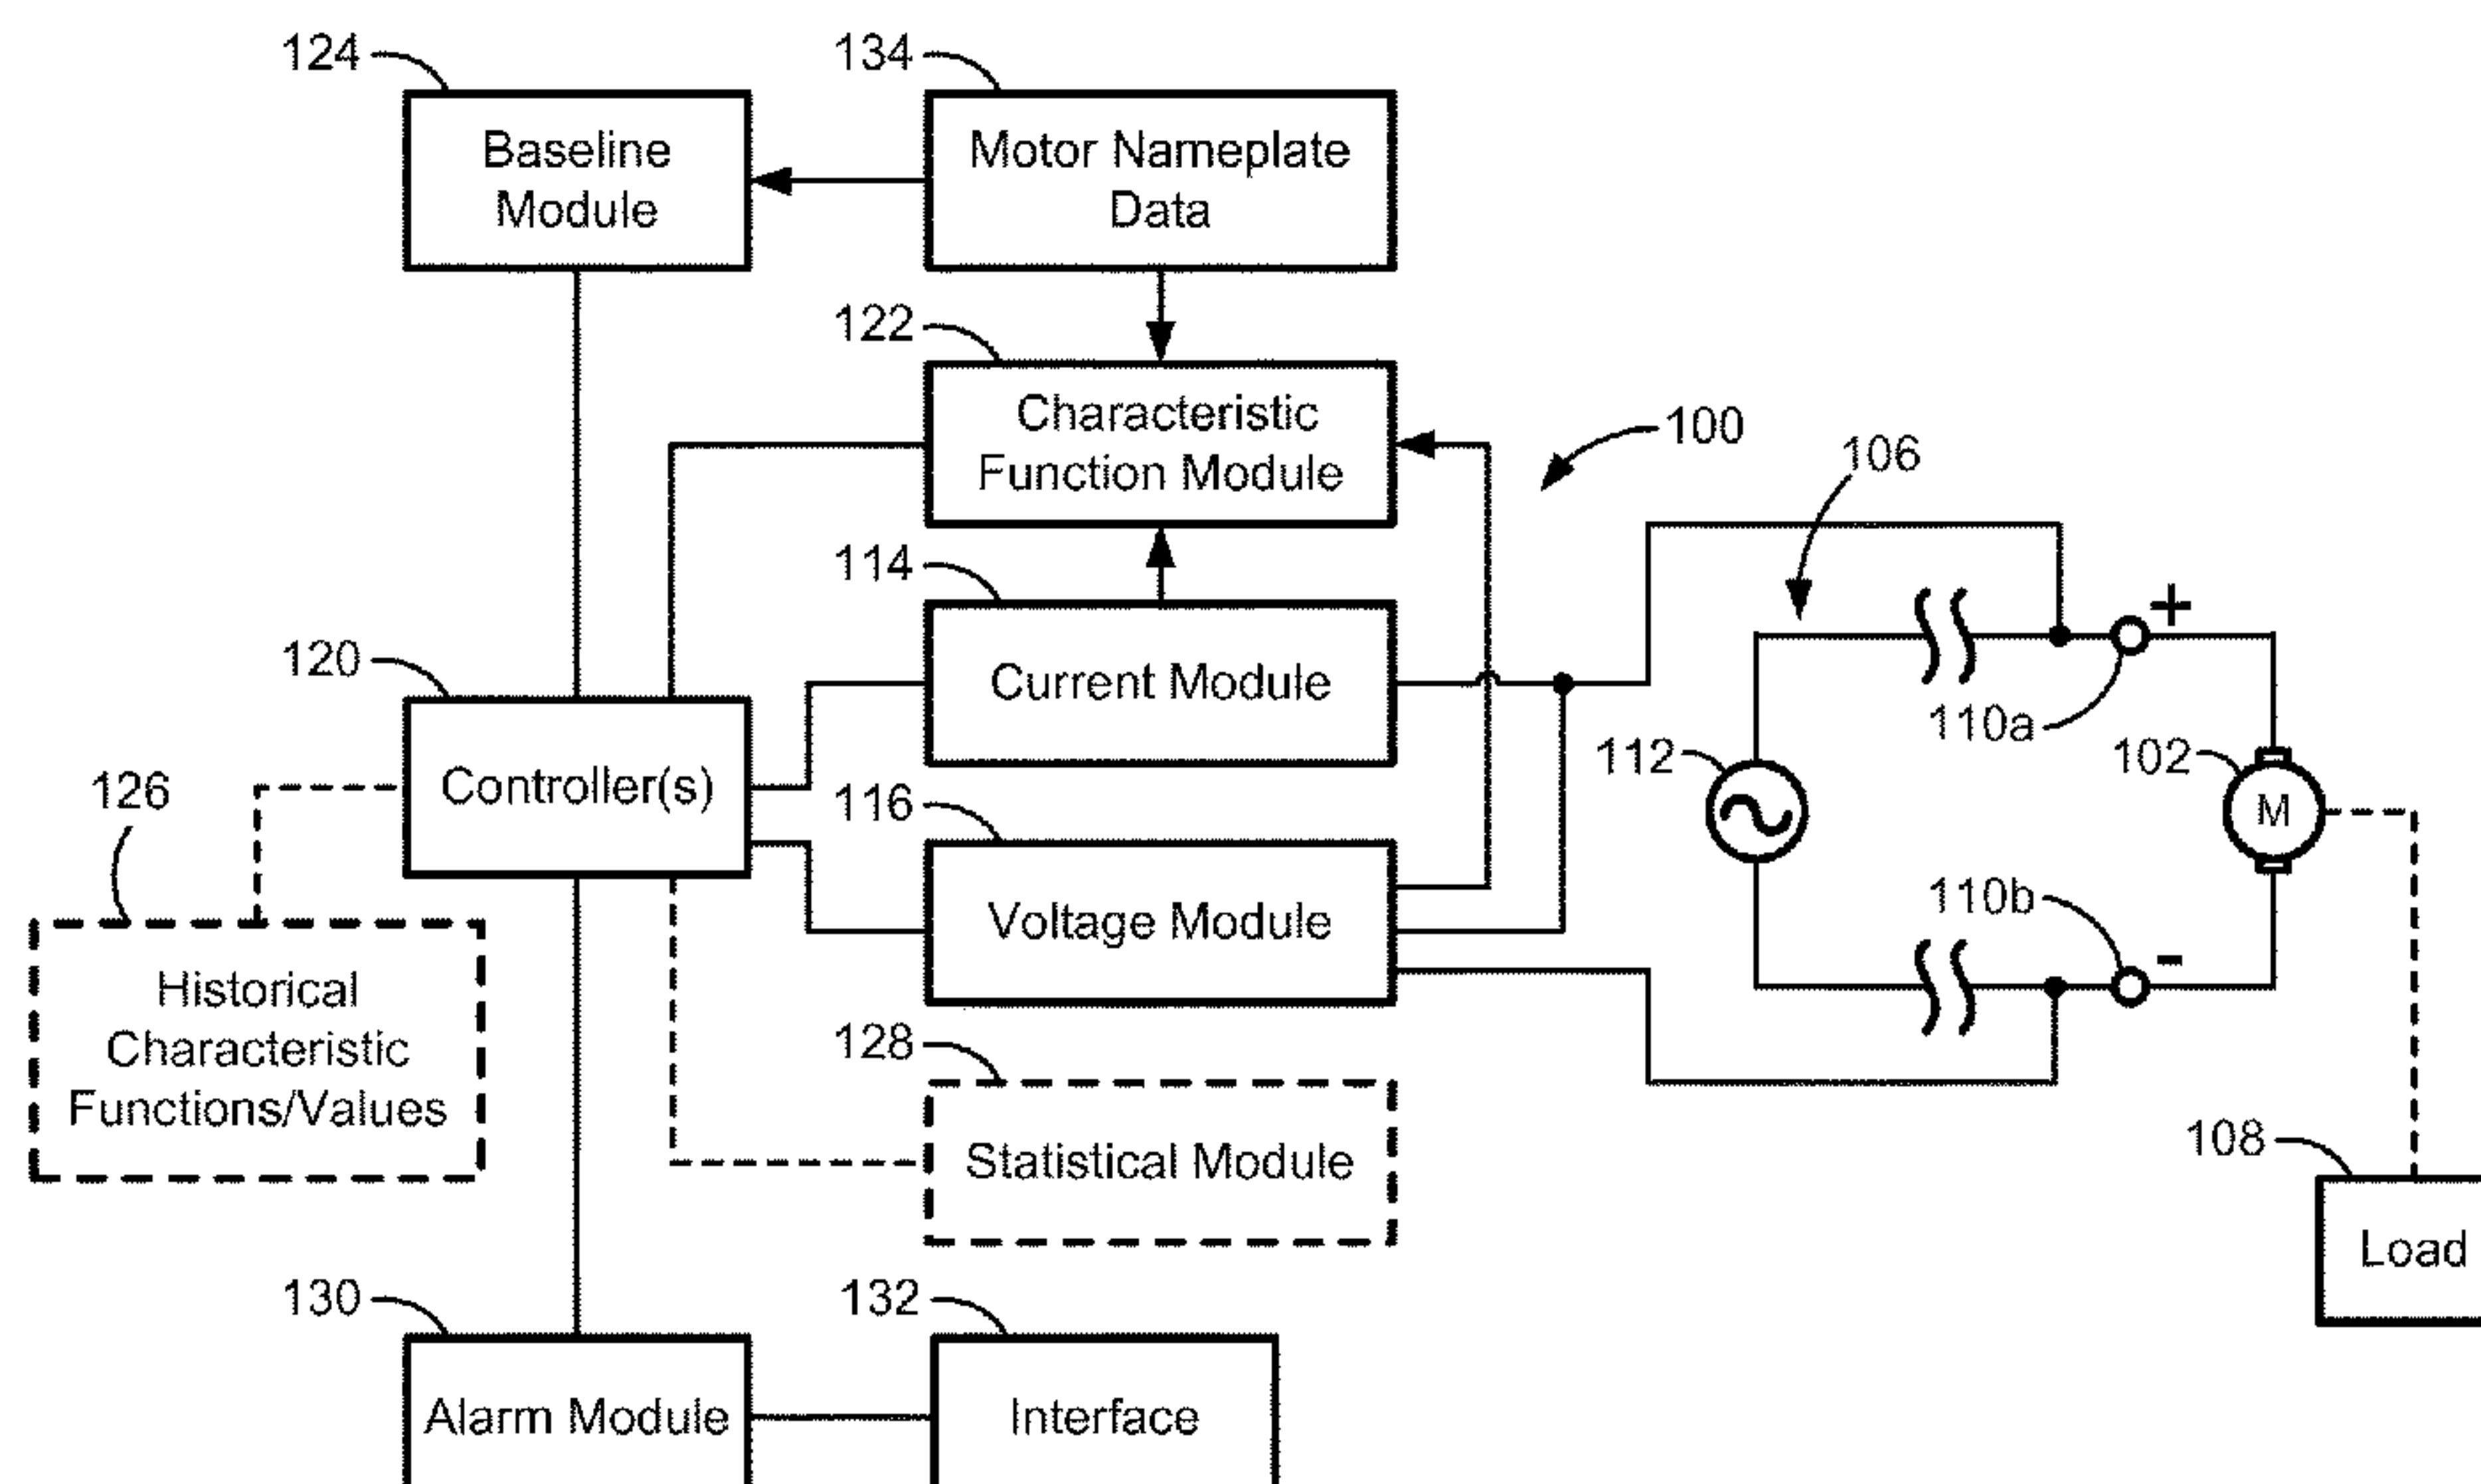 124
134
Baseline
Module
Motor Nameplate
Data
122
Characteristic
Function Module
100
106
114
+
120
Current Module
110a
112
102
126
Controller(s)
116
M
110b
Voltage Module
-
Historical
Characteristic
Functions/Values
128
108
Statistical Module
Load
130
132
Alarm Module
Interface